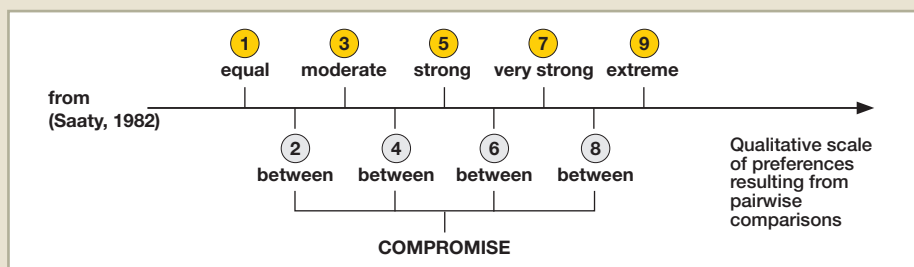 1 3 5 7 9
equal moderate strong very strong extreme
from
(Saaty, 1982)
2 4 6 8
between between between between
COMPROMISE
Qualitative scale
of preferences
resulting from
pairwise
comparisons